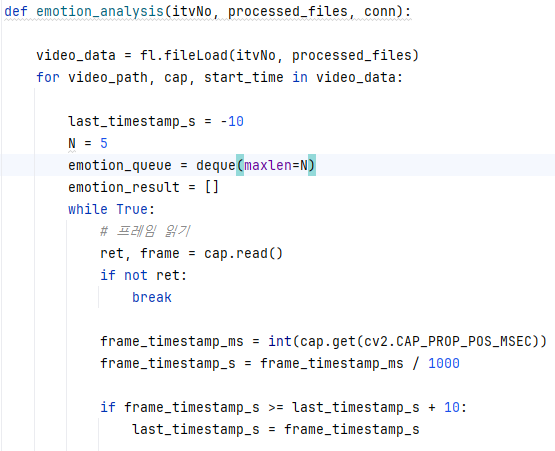 def emotion_analysis(itvNo, processed_files, conn):
    video_data = fl.fileLoad(itvNo, processed_files)
    for video_path, cap, start_time in video_data:
        last_timestamp_s = -10
        N = 5
        emotion_queue = deque(maxlen=N)
        emotion_result = []
        while True:
            # 프레임 읽기
            ret, frame = cap.read()
            if not ret:
                break
            frame_timestamp_ms = int(cap.get(cv2.CAP_PROP_POS_MSEC))
            frame_timestamp_s = frame_timestamp_ms / 1000
            if frame_timestamp_s >= last_timestamp_s + 10:
                last_timestamp_s = frame_timestamp_s